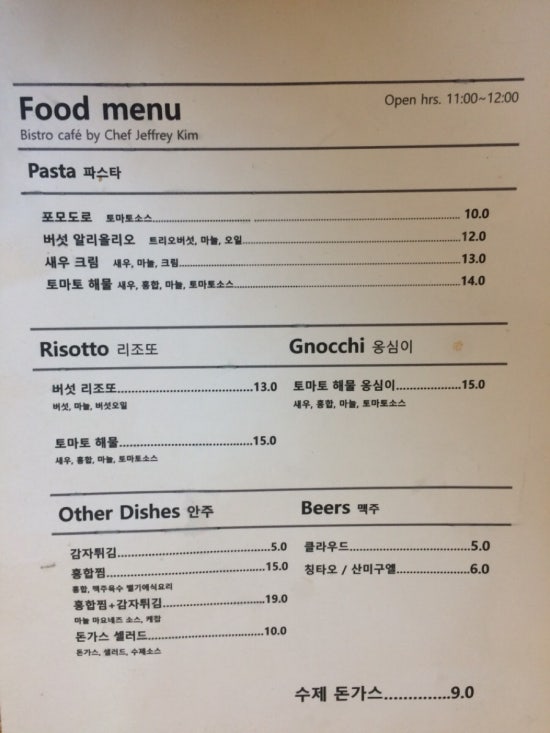 Food menu
Open hrs. 11:00~12:00
Bistro café by Chef Jeffrey Kim
Pasta 파스타
포모도로 토마토소스 10.0
버섯 알리올리오 트리오버섯, 마늘, 오일 12.0
새우 크림 새우, 마늘, 크림 13.0
토마토 해물 새우, 홍합, 마늘, 토마토소스 14.0
Risotto 리조또
버섯 리조또 13.0
버섯, 마늘, 버섯오일
토마토 해물 15.0
새우, 홍합, 마늘, 토마토소스
Gnocchi 옹심이
토마토 해물 옹심이 15.0
새우, 홍합, 마늘, 토마토소스
Other Dishes 안주
감자튀김 5.0
홍합찜 15.0
홍합, 맥주육수 벨기에식요리
홍합찜+감자튀김 19.0
마늘 마요네즈 소스, 케찹
돈가스 샐러드 10.0
돈가스, 샐러드, 수제소스
Beers 맥주
클라우드 5.0
칭타오 / 산미구엘 6.0
수제 돈가스 9.0